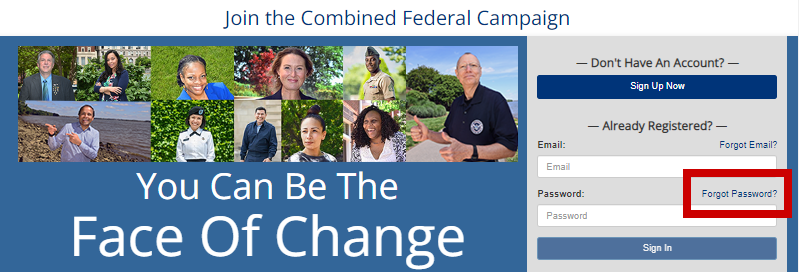 Join the Combined Federal Campaign
You Can Be The
Face Of Change
— Don't Have An Account? —
Sign Up Now
— Already Registered? —
Email: Forgot Email?
Email
Password: Forgot Password?
Password
Sign In